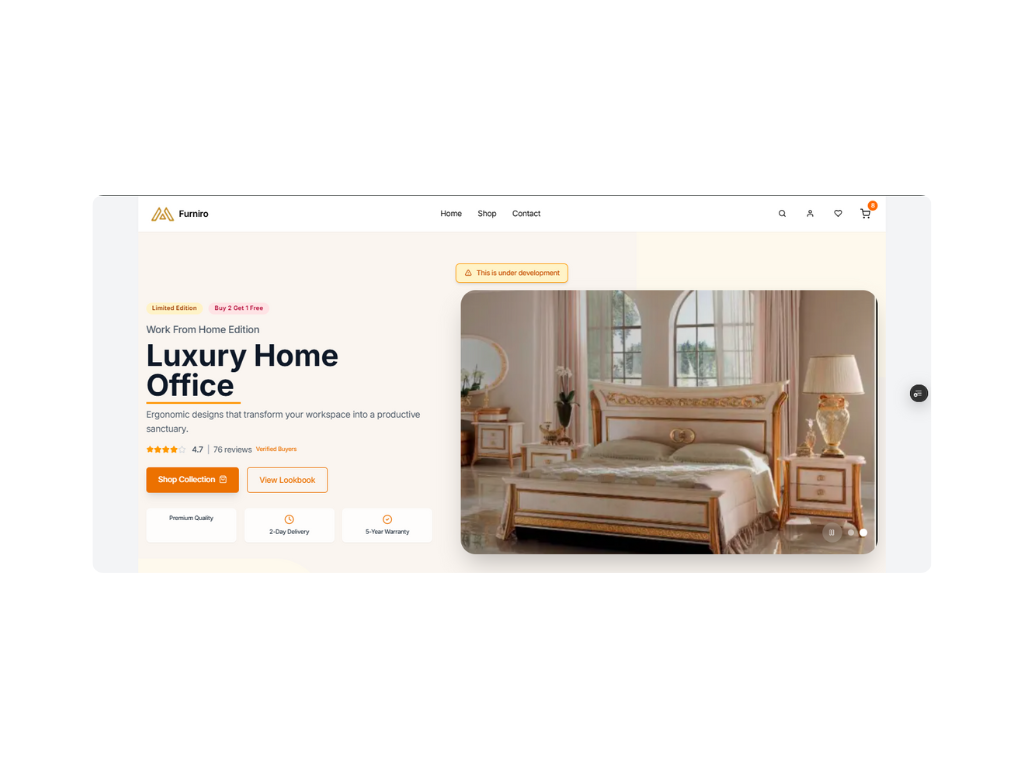 Furniro
Home
Shop
Contact
8
This is under development
Limited Edition
Buy 2 Get 1 Free
Work From Home Edition
Luxury Home
Office
Ergonomic designs that transform your workspace into a productive
sanctuary.
4.7 | 76 reviews Verified Buyers
Shop Collection
View Lookbook
Premium Quality
2-Day Delivery
5-Year Warranty